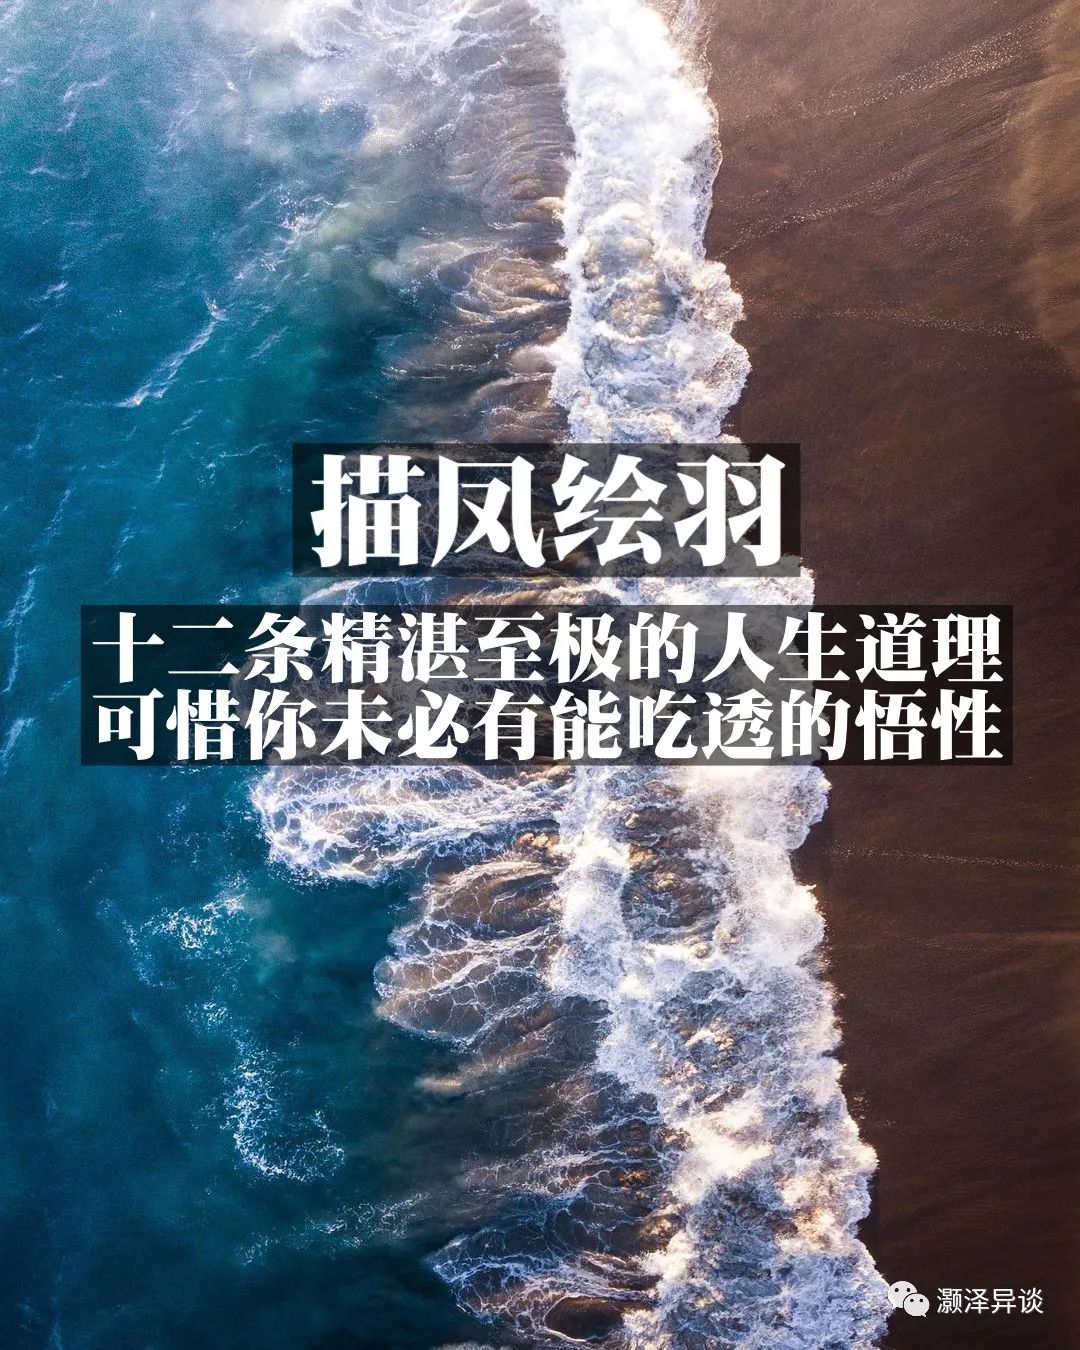 描凤绘羽
十二条精湛至极的人生道理
可惜你未必有能吃透的悟性
灏泽异谈